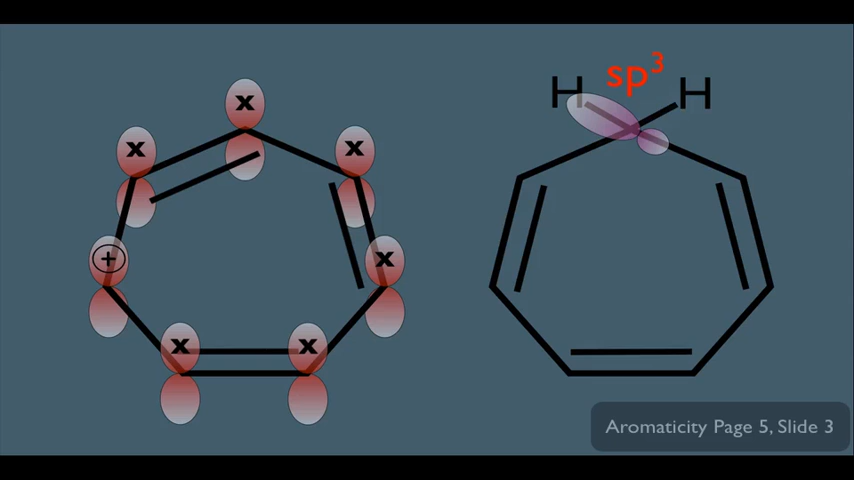 H sp³ H
x
x x
+ x
x x
Aromaticity Page 5, Slide 3